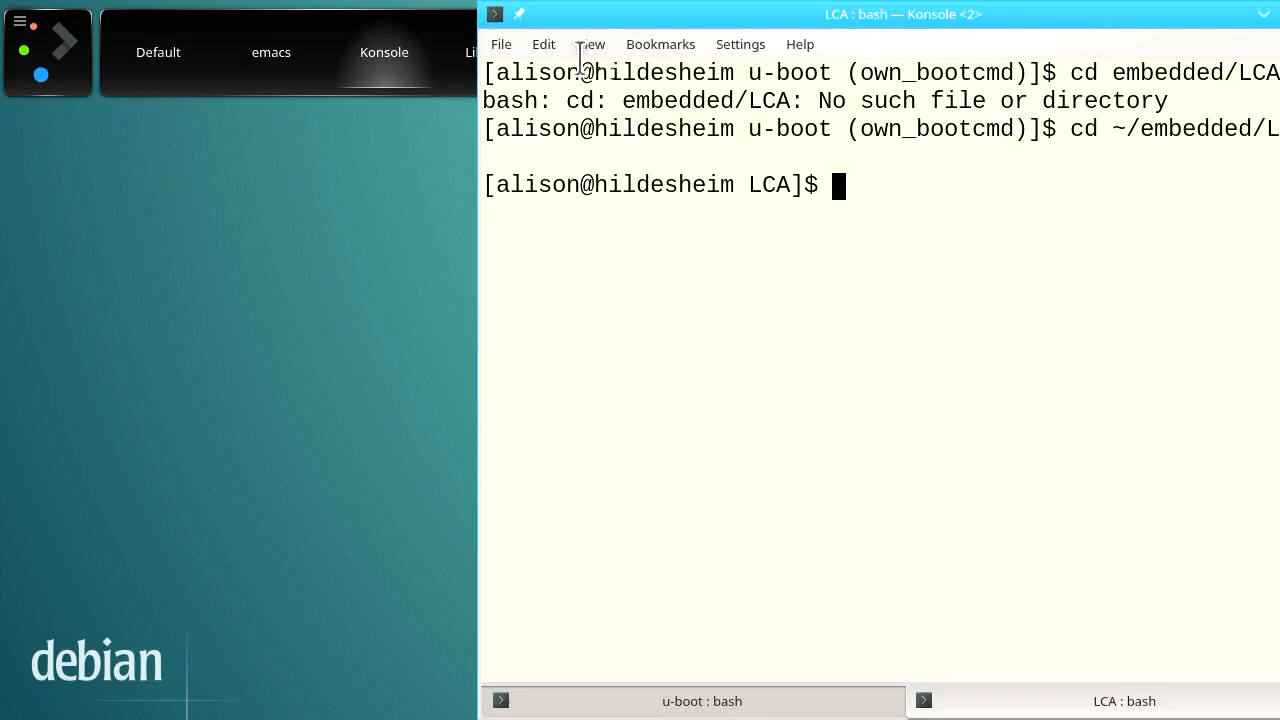 Default emacs Konsole Li
LCA : bash — Konsole <2>
File Edit View Bookmarks Settings Help
[alison@hildesheim u-boot (own_bootcmd)]$ cd embedded/LCA
bash: cd: embedded/LCA: No such file or directory
[alison@hildesheim u-boot (own_bootcmd)]$ cd ~/embedded/L
[alison@hildesheim LCA]$
debian
u-boot : bash
LCA : bash